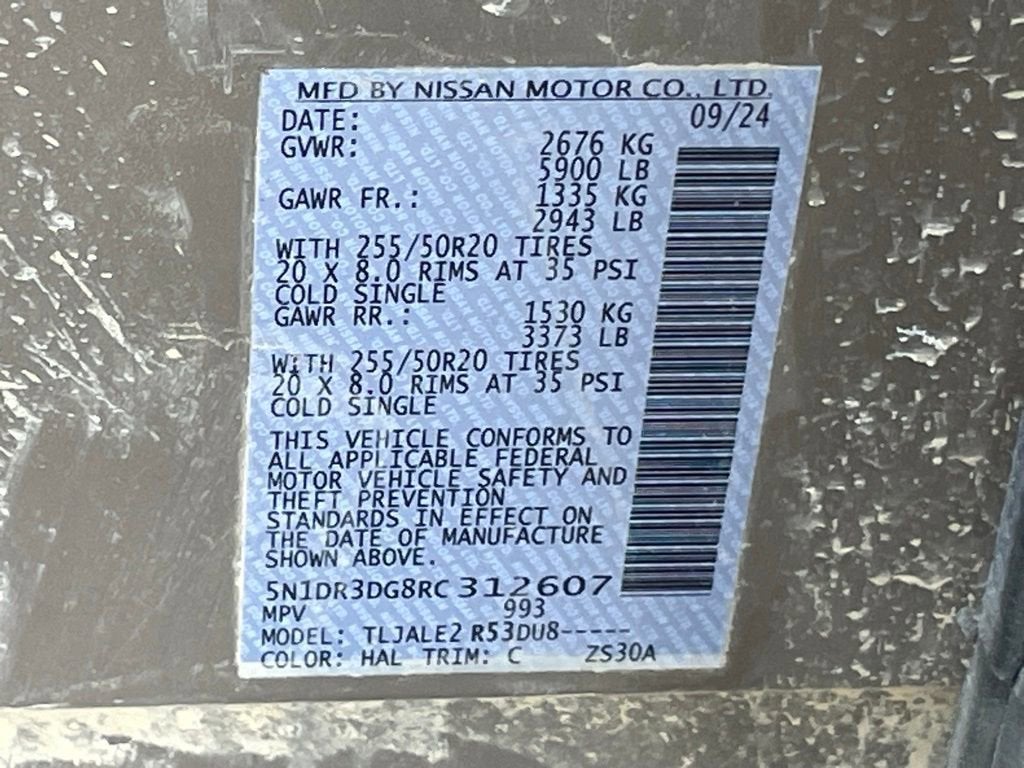 MFD BY NISSAN MOTOR CO., LTD.
DATE: 09/24
GVWR: 2676 KG
5900 LB
GAWR FR.: 1335 KG
2943 LB
WITH 255/50R20 TIRES
20 X 8.0 RIMS AT 35 PSI
COLD SINGLE
GAWR RR.: 1530 KG
3373 LB
WITH 255/50R20 TIRES
20 X 8.0 RIMS AT 35 PSI
COLD SINGLE
THIS VEHICLE CONFORMS TO
ALL APPLICABLE FEDERAL
MOTOR VEHICLE SAFETY AND
THEFT PREVENTION
STANDARDS IN EFFECT ON
THE DATE OF MANUFACTURE
SHOWN ABOVE.
5N1DR3DG8RC312607
MPV 993
MODEL: TLJALE2 R53DU8-----
COLOR: HAL TRIM: C ZS30A